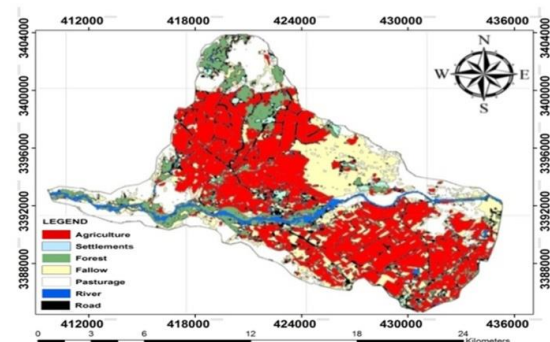 412000 418000 424000 430000 436000
3404000
3400000
3396000
3392000
3388000
3404000
3400000
3396000
3392000
3388000
N
W E
S
LEGEND
Agriculture
Settlements
Forest
Fallow
Pasturage
River
Road
412000 418000 424000 430000 436000
0 3 6 12 18 24
Kilometers